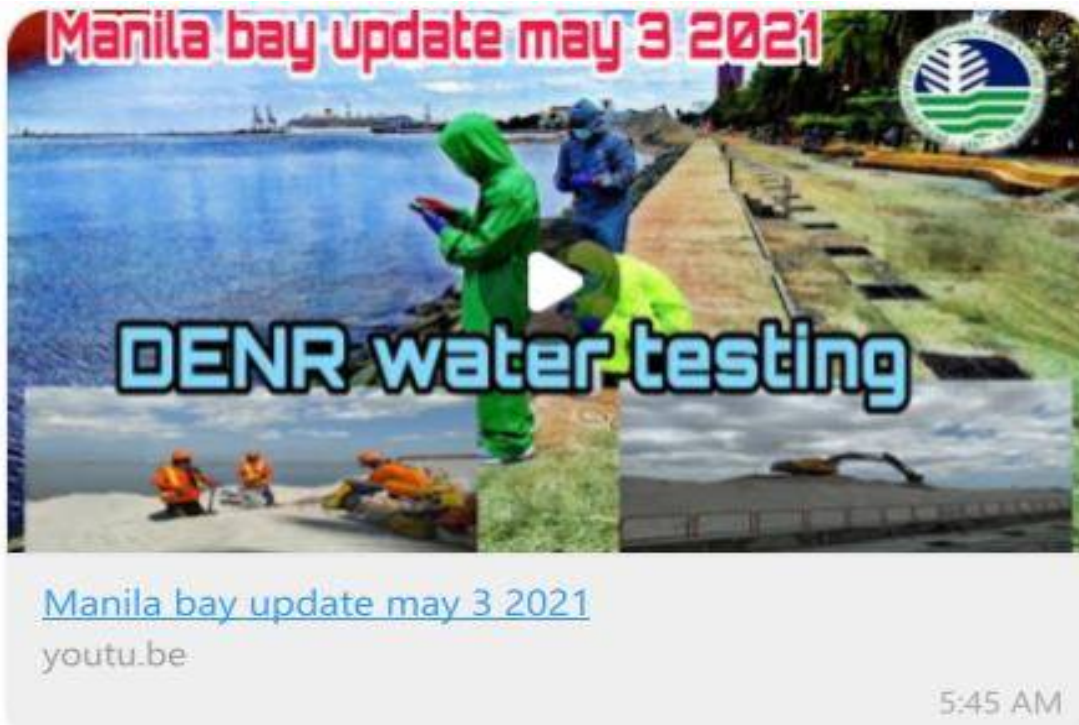 Manila bay update may 3 2021
DENR water testing
Manila bay update may 3 2021
youtu.be
5:45 AM